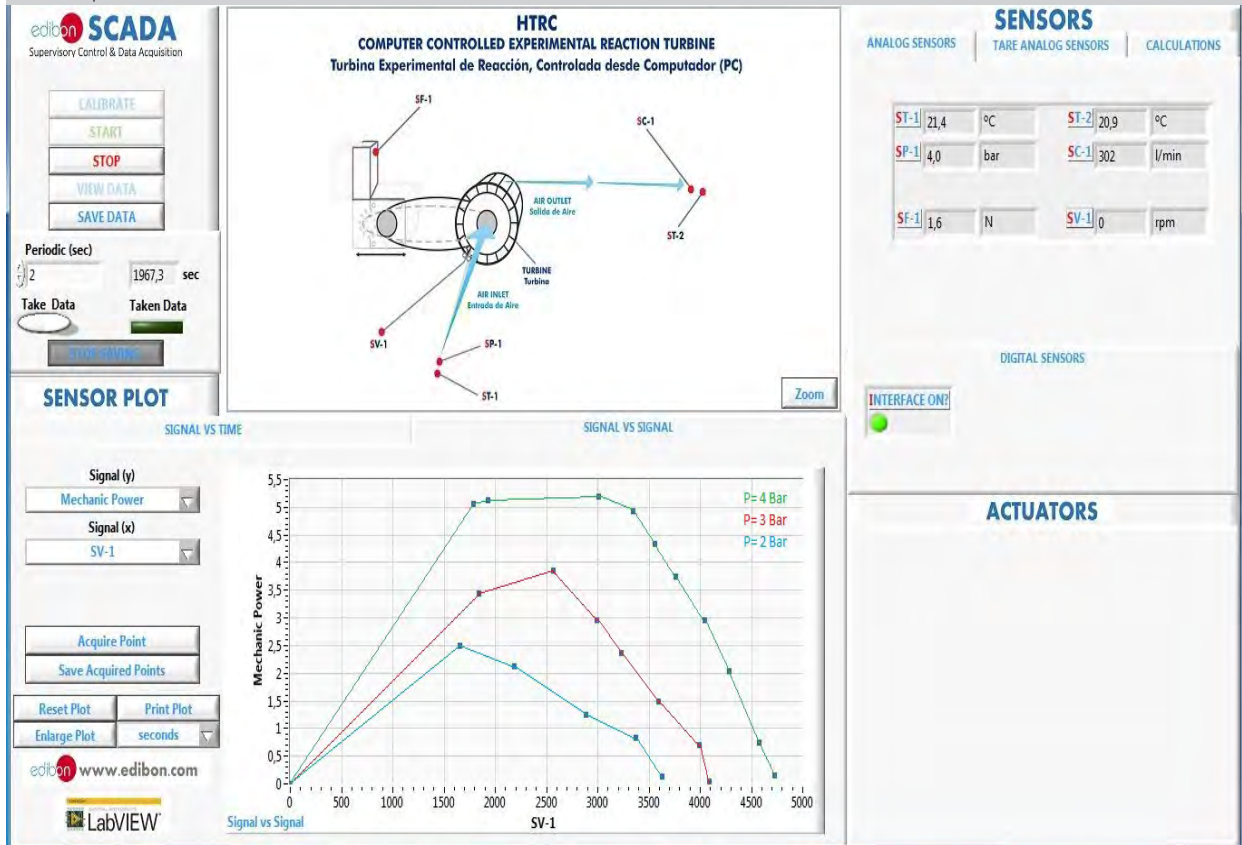 edibon SCADA
Supervisory Control & Data Acquisition
CALIBRATE
START
STOP
VIEW DATA
SAVE DATA
Periodic (sec)
2
1967,3 sec
Take Data
Taken Data
STOP SAVING
HTRC
COMPUTER CONTROLLED EXPERIMENTAL REACTION TURBINE
Turbina Experimental de Reacción, Controlada desde Computador (PC)
SF-1
SC-1
AIR OUTLET
Salida de Aire
ST-2
TURBINE
Turbina
AIR INLET
Entrada de Aire
SV-1
SP-1
ST-1
Zoom
SENSORS
ANALOG SENSORS
TARE ANALOG SENSORS
CALCULATIONS
ST-1 21,4 ºC
ST-2 20,9 ºC
SP-1 4,0 bar
SC-1 302 l/min
SF-1 1,6 N
SV-1 0 rpm
DIGITAL SENSORS
INTERFACE ON?
ACTUATORS
SENSOR PLOT
SIGNAL VS TIME
SIGNAL VS SIGNAL
Signal (y)
Mechanic Power
Signal (x)
SV-1
Acquire Point
Save Acquired Points
Reset Plot
Print Plot
Enlarge Plot
seconds
edibon www.edibon.com
LabVIEW
Mechanic Power
5,5
5
4,5
4
3,5
3
2,5
2
1,5
1
0,5
0
P= 4 Bar
P= 3 Bar
P= 2 Bar
0 500 1000 1500 2000 2500 3000 3500 4000 4500 5000
Signal vs Signal
SV-1